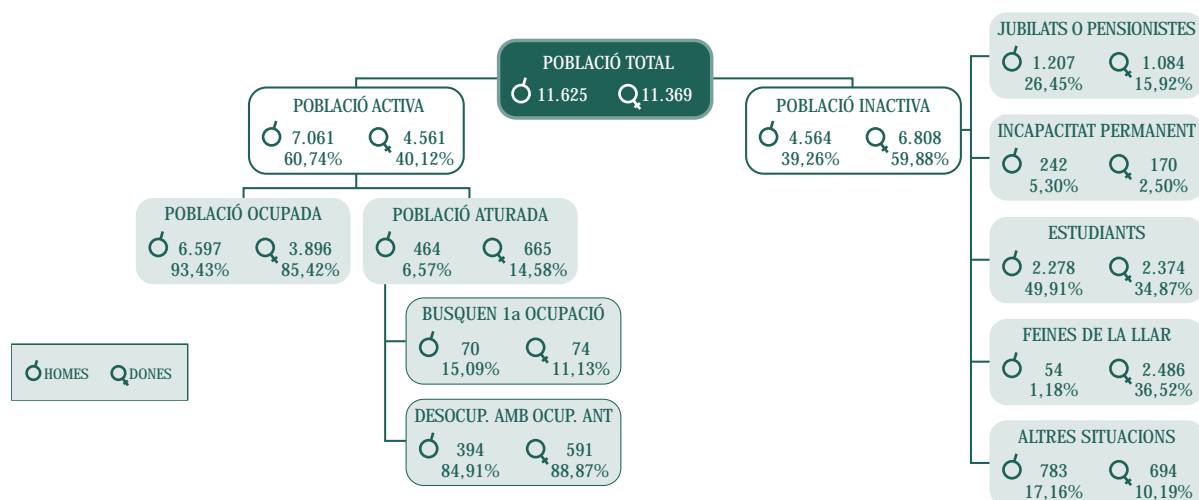 POBLACIÓ TOTAL
11.625 11.369
POBLACIÓ ACTIVA
7.061 4.561
60,74% 40,12%
POBLACIÓ INACTIVA
4.564 6.808
39,26% 59,88%
POBLACIÓ OCUPADA
6.597 3.896
93,43% 85,42%
POBLACIÓ ATURADA
464 665
6,57% 14,58%
BUSQUEN 1a OCUPACIÓ
70 74
15,09% 11,13%
DESOCUP. AMB OCUP. ANT
394 591
84,91% 88,87%
JUBILATS O PENSIONISTES
1.207 1.084
26,45% 15,92%
INCAPACITAT PERMANENT
242 170
5,30% 2,50%
ESTUDIANTS
2.278 2.374
49,91% 34,87%
FEINES DE LA LLAR
54 2.486
1,18% 36,52%
ALTRES SITUACIONS
783 694
17,16% 10,19%
HOMES DONES